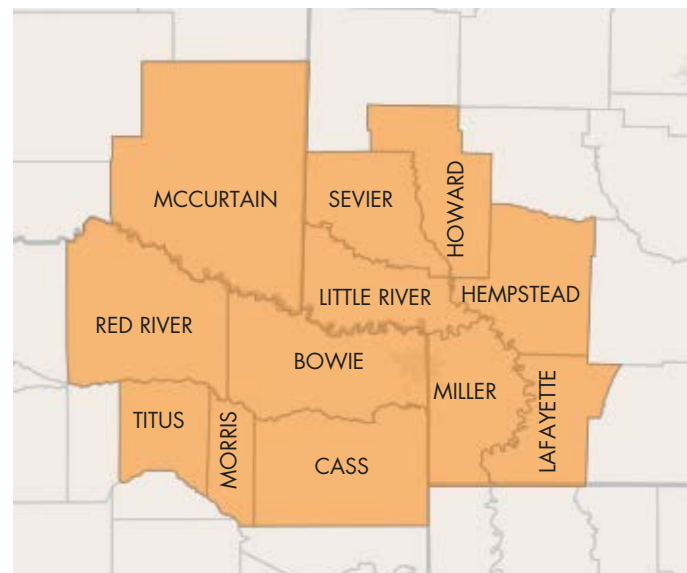 MCCURTAIN
SEVIER
HOWARD
LITTLE RIVER
HEMPSTEAD
RED RIVER
BOWIE
MILLER
LAFAYETTE
TITUS
MORRIS
CASS